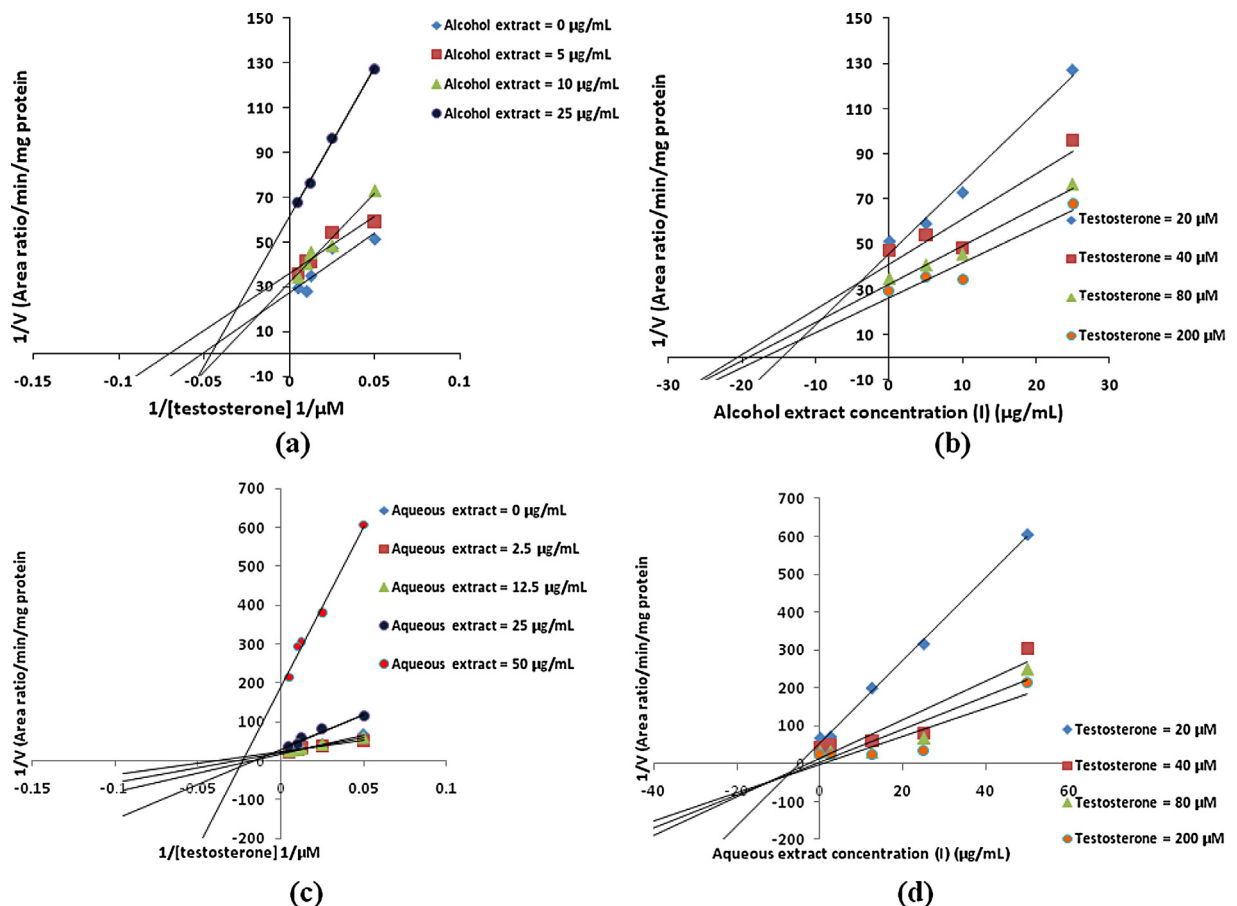 150
130
110
90
70
50
30
10
-10
-0.15
-0.1
-0.05
0
0.05
0.1
1/V (Area ratio/min/mg protein
1/[testosterone] 1/µM
Alcohol extract = 0 µg/mL
Alcohol extract = 5 µg/mL
Alcohol extract = 10 µg/mL
Alcohol extract = 25 µg/mL
(a)
150
130
110
90
70
50
30
10
-10
-30
-20
-10
0
10
20
30
1/V (Area ratio/min/mg protein
Alcohol extract concentration (I) (µg/mL)
Testosterone = 20 µM
Testosterone = 40 µM
Testosterone = 80 µM
Testosterone = 200 µM
(b)
700
600
500
400
300
200
100
0
-100
-200
-0.15
-0.1
-0.05
0
0.05
0.1
1/V (Area ratio/min/mg protein
1/[testosterone] 1/µM
Aqueous extract = 0 µg/mL
Aqueous extract = 2.5 µg/mL
Aqueous extract = 12.5 µg/mL
Aqueous extract = 25 µg/mL
Aqueous extract = 50 µg/mL
(c)
700
600
500
400
300
200
100
0
-100
-200
-40
-20
0
20
40
60
1/V (Area ratio/min/mg protein
Aqueous extract concentration (I) (µg/mL)
Testosterone = 20 µM
Testosterone = 40 µM
Testosterone = 80 µM
Testosterone = 200 µM
(d)